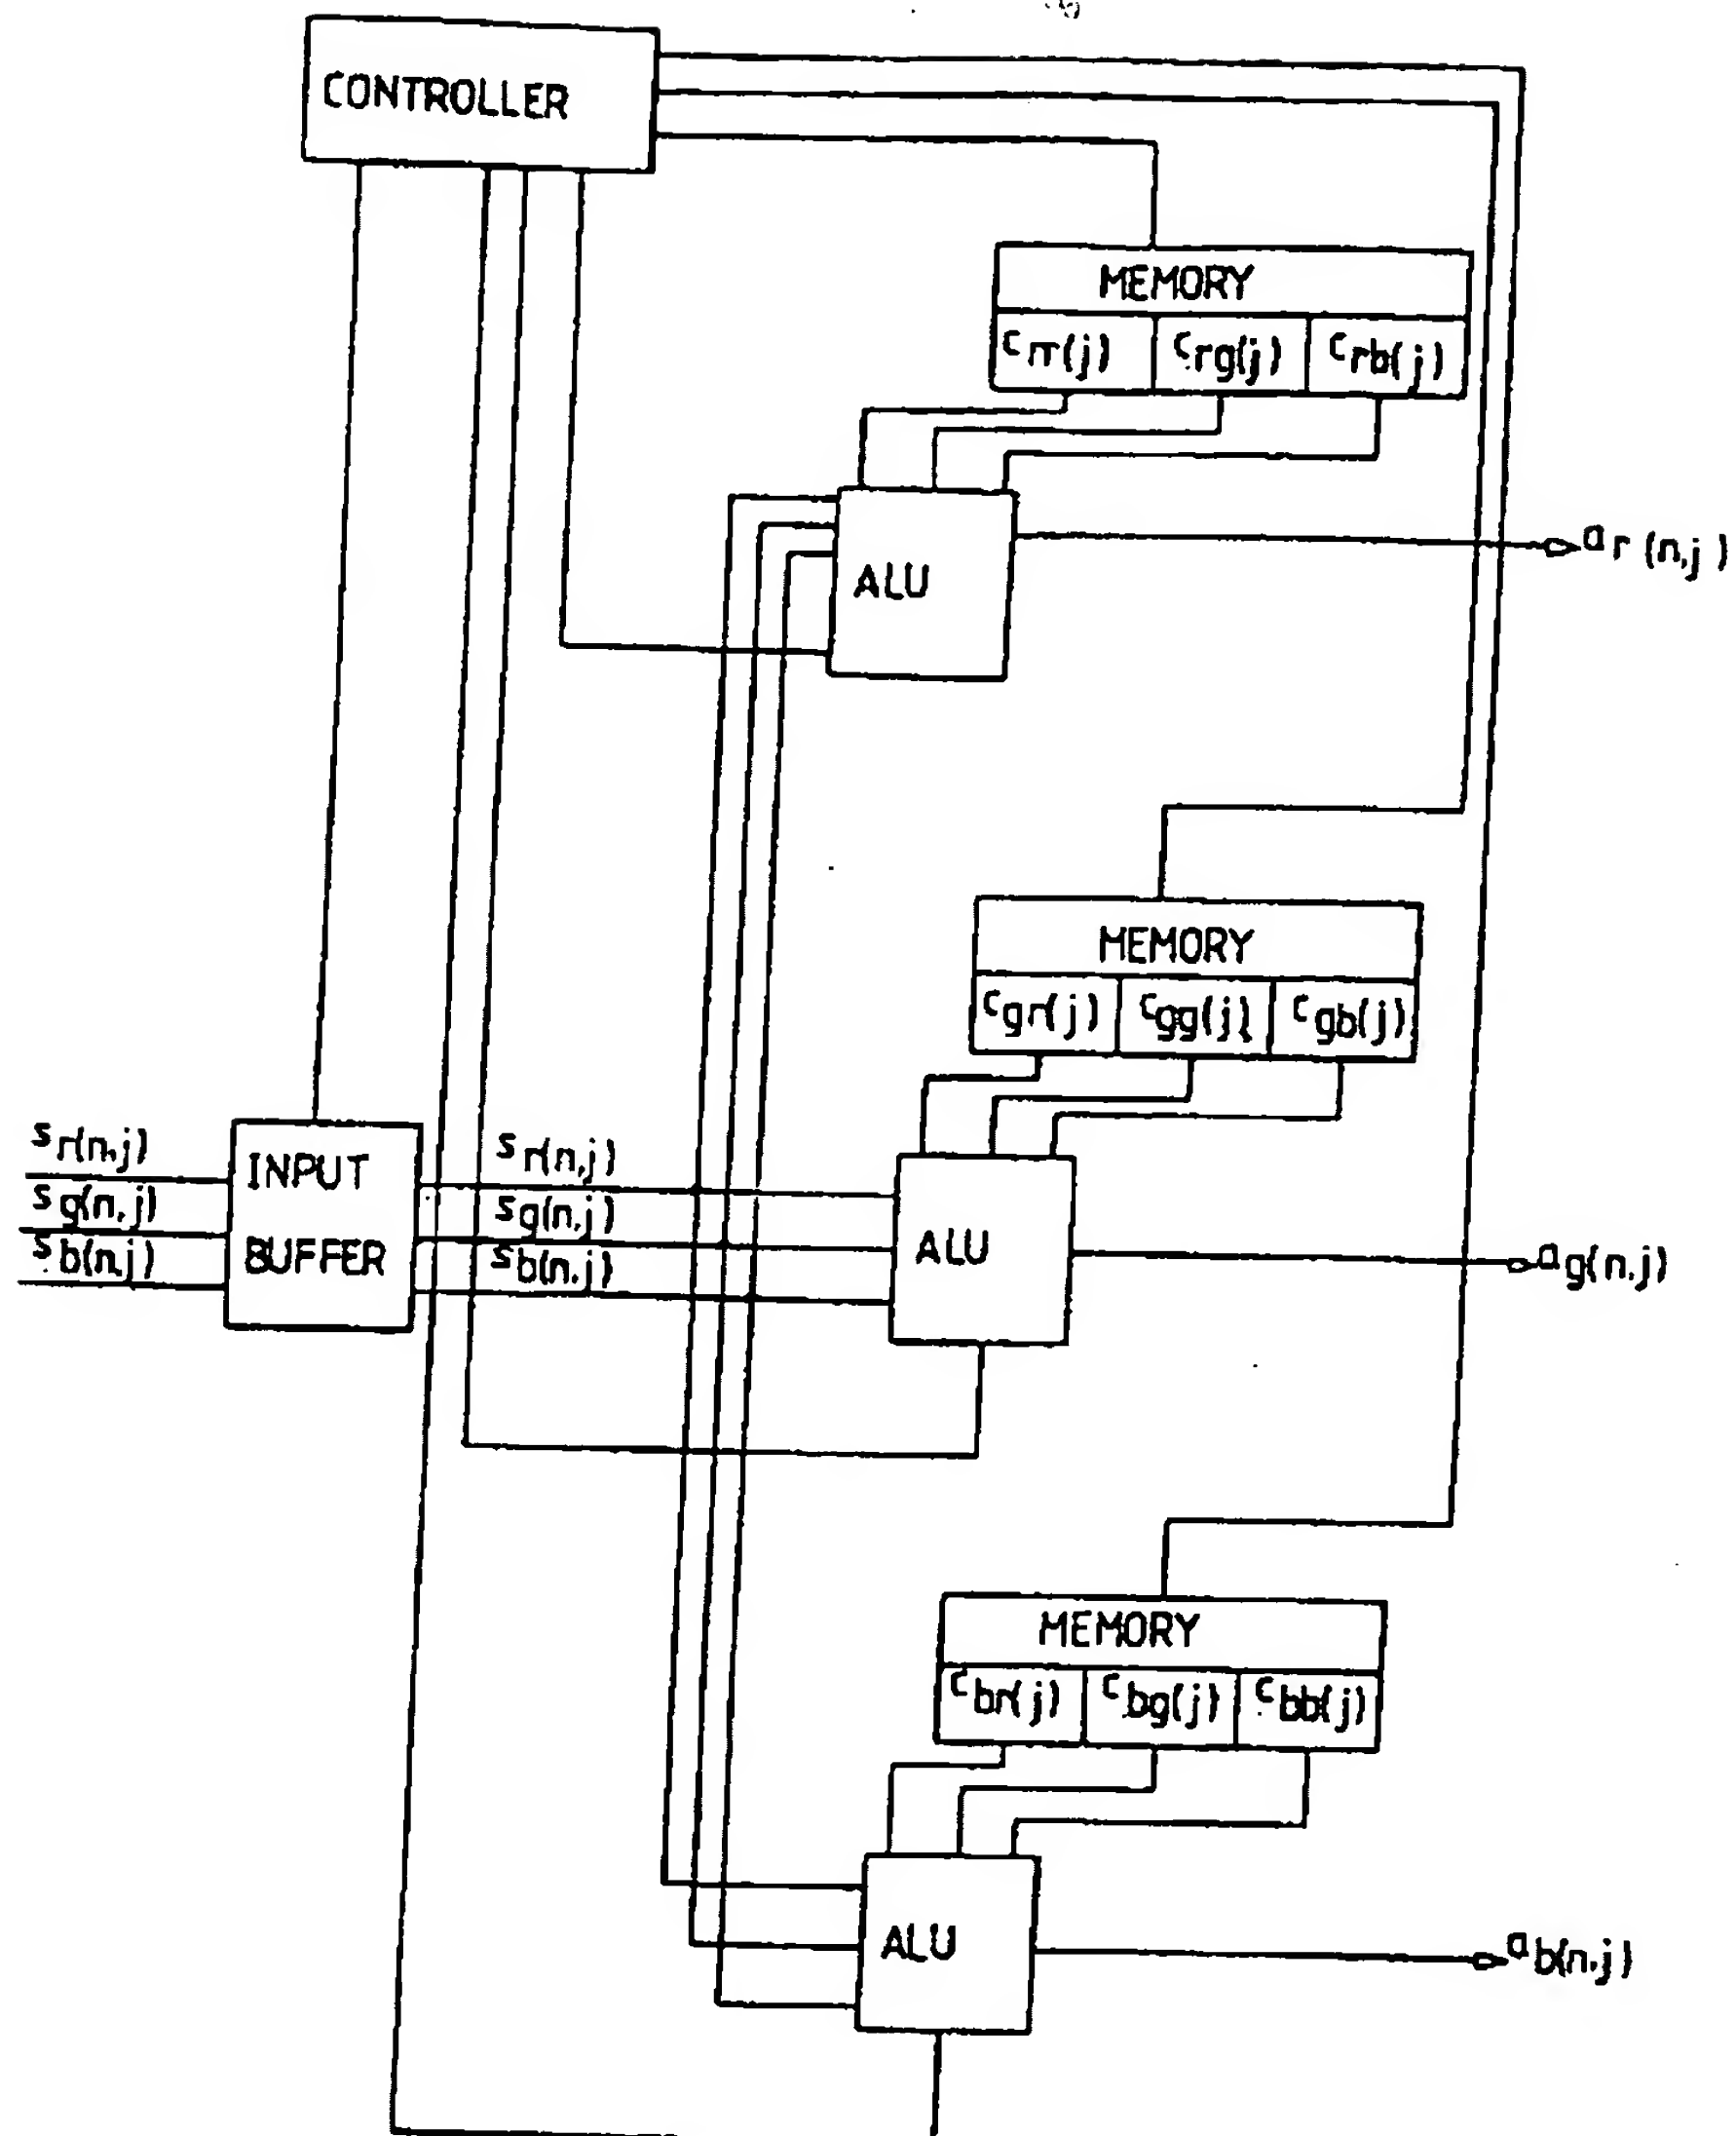 CONTROLLER
MEMORY
crr(j) crg(j) crb(j)
ALU
ar(n,j)
MEMORY
cgr(j) cgg(j) cgb(j)
sr(n,j)
sg(n,j)
sb(n,j)
INPUT
BUFFER
sr(n,j)
sg(n,j)
sb(n,j)
ALU
ag(n,j)
MEMORY
cbr(j) cbg(j) cbb(j)
ALU
ab(n,j)